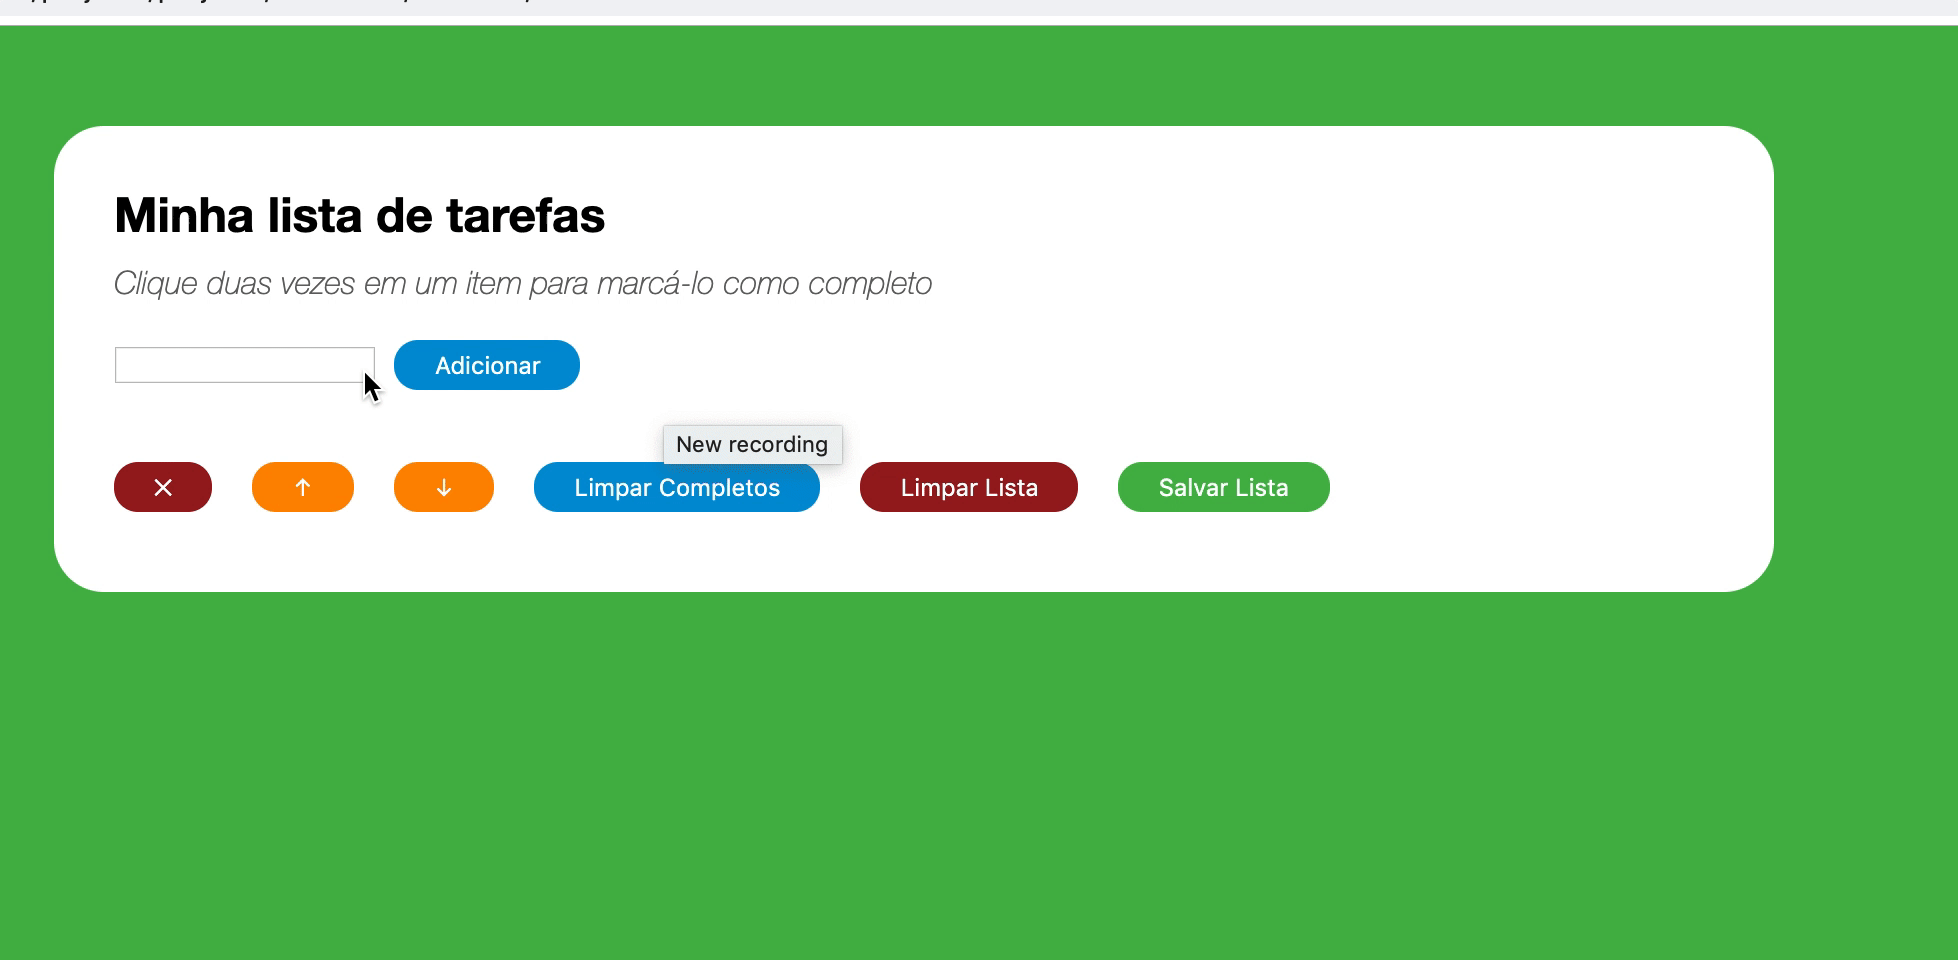 Minha lista de tarefas
Clique duas vezes em um item para marcá-lo como completo
Adicionar
New recording
× ↑ ↓ Limpar Completos Limpar Lista Salvar Lista